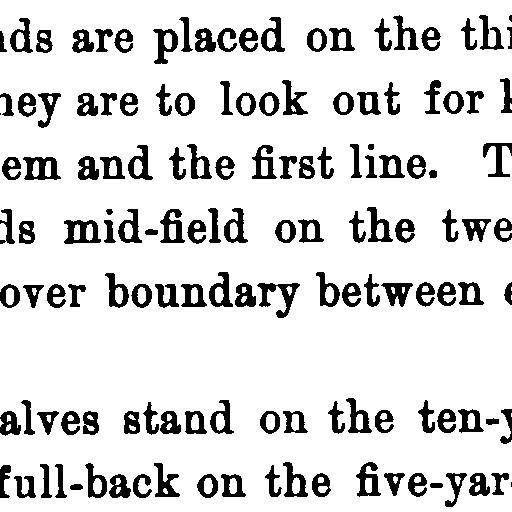 nds are placed on the thi
hey are to look out for
em and the first line. T
ds mid-field on the twe
over boundary between
alves stand on the ten-y
full-back on the five-yar